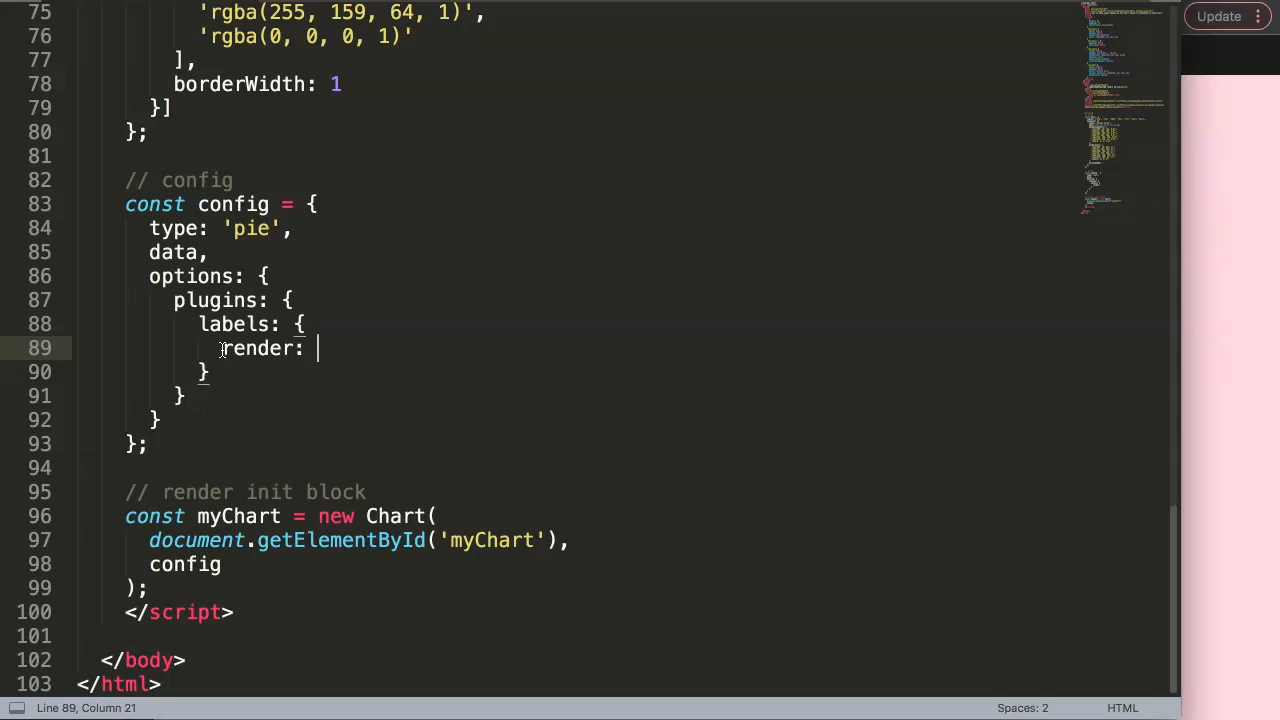 Update
75 'rgba(255, 159, 64, 1)',
76 'rgba(0, 0, 0, 1)'
77 ],
78 borderWidth: 1
79 }]
80 };
81
82 // config
83 const config = {
84 type: 'pie',
85 data,
86 options: {
87 plugins: {
88 labels: {
89 render:
90 }
91 }
92 }
93 };
94
95 // render init block
96 const myChart = new Chart(
97 document.getElementById('myChart'),
98 config
99 );
100 </script>
101
102 </body>
103 </html>
Line 89, Column 21 Spaces: 2 HTML